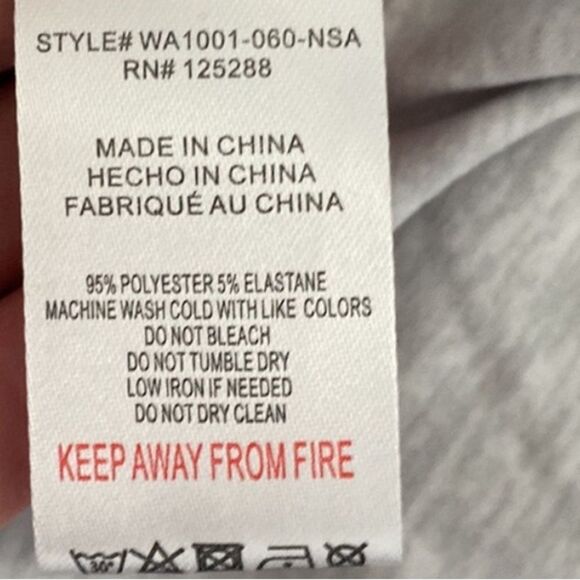 STYLE# WA1001-060-NSA
RN# 125288
MADE IN CHINA
HECHO IN CHINA
FABRIQUÉ AU CHINA
95% POLYESTER 5% ELASTANE
MACHINE WASH COLD WITH LIKE COLORS
DO NOT BLEACH
DO NOT TUMBLE DRY
LOW IRON IF NEEDED
DO NOT DRY CLEAN
KEEP AWAY FROM FIRE
30°